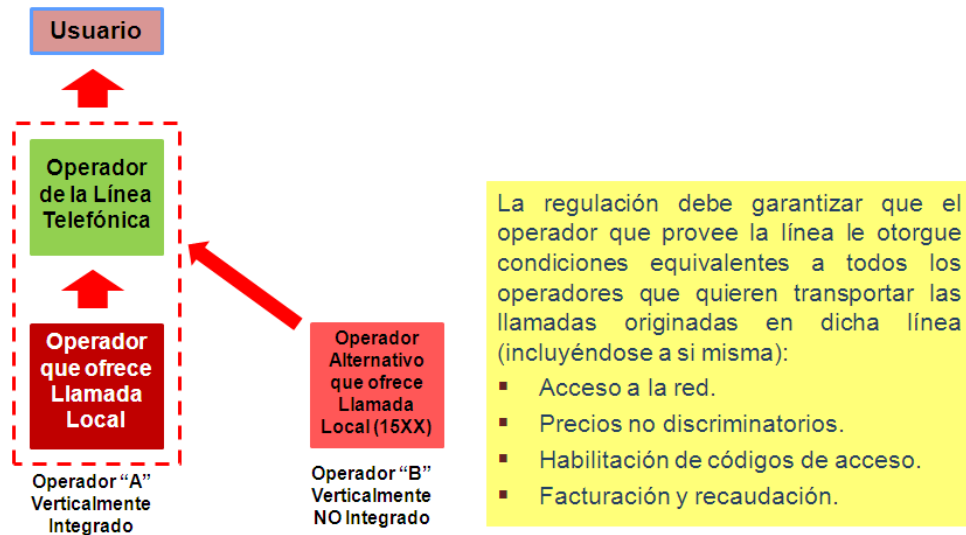 Usuario
Operador
de la Línea
Telefónica
Operador
que ofrece
Llamada
Local
Operador "A"
Verticalmente
Integrado
Operador
Alternativo
que ofrece
Llamada
Local (15XX)
Operador "B"
Verticalmente
NO Integrado
La regulación debe garantizar que el
operador que provee la línea le otorgue
condiciones equivalentes a todos los
operadores que quieren transportar las
llamadas originadas en dicha línea
(incluyéndose a si misma):
▪ Acceso a la red.
▪ Precios no discriminatorios.
▪ Habilitación de códigos de acceso.
▪ Facturación y recaudación.